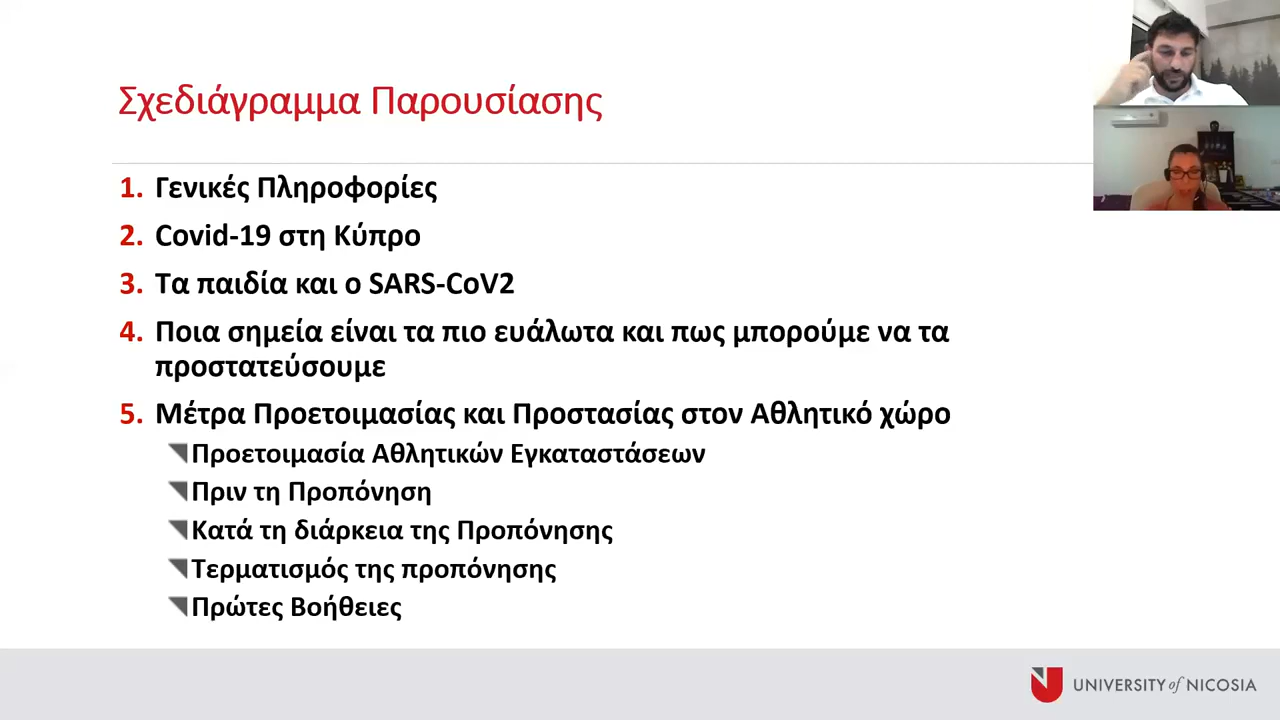 Σχεδιάγραμμα Παρουσίασης
1. Γενικές Πληροφορίες
2. Covid-19 στη Κύπρο
3. Τα παιδία και ο SARS-CoV2
4. Ποια σημεία είναι τα πιο ευάλωτα και πως μπορούμε να τα
προστατεύσουμε
5. Μέτρα Προετοιμασίας και Προστασίας στον Αθλητικό χώρο
Προετοιμασία Αθλητικών Εγκαταστάσεων
Πριν τη Προπόνηση
Κατά τη διάρκεια της Προπόνησης
Τερματισμός της προπόνησης
Πρώτες Βοήθειες
UNIVERSITY of NICOSIA